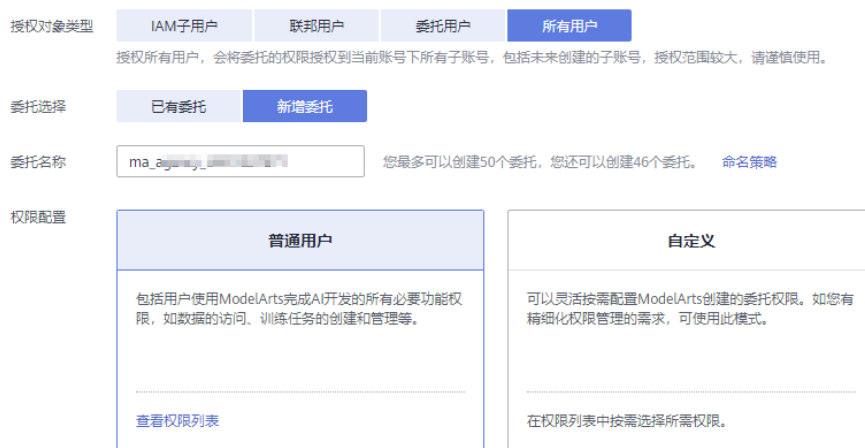 授权对象类型 IAM子用户 联邦用户 委托用户 所有用户
授权所有用户，会将委托的权限授权到当前账号下所有子账号，包括未来创建的子账号，授权范围较大，请谨慎使用。
委托选择 已有委托 新增委托
委托名称 ma_ 您最多可以创建50个委托，您还可以创建46个委托。 命名策略
权限配置
普通用户
包括用户使用ModelArts完成AI开发的所有必要功能权
限，如数据的访问、训练任务的创建和管理等。
查看权限列表
自定义
可以灵活按需配置ModelArts创建的委托权限。如您有
精细化权限管理的需求，可使用此模式。
在权限列表中按需选择所需权限。